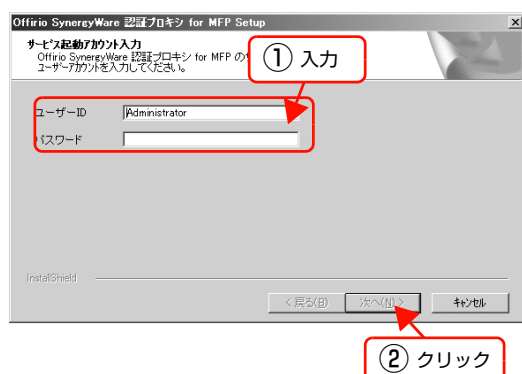 Offirio SynergyWare 認証プロキシ for MFP Setup
サービス起動アカウント入力
Offirio SynergyWare 認証プロキシ for MFP の
ユーザーアカウントを入力してください。
① 入力
ユーザーID
Administrator
パスワード
InstallShield
< 戻る(B)
次へ(N) >
キャンセル
② クリック